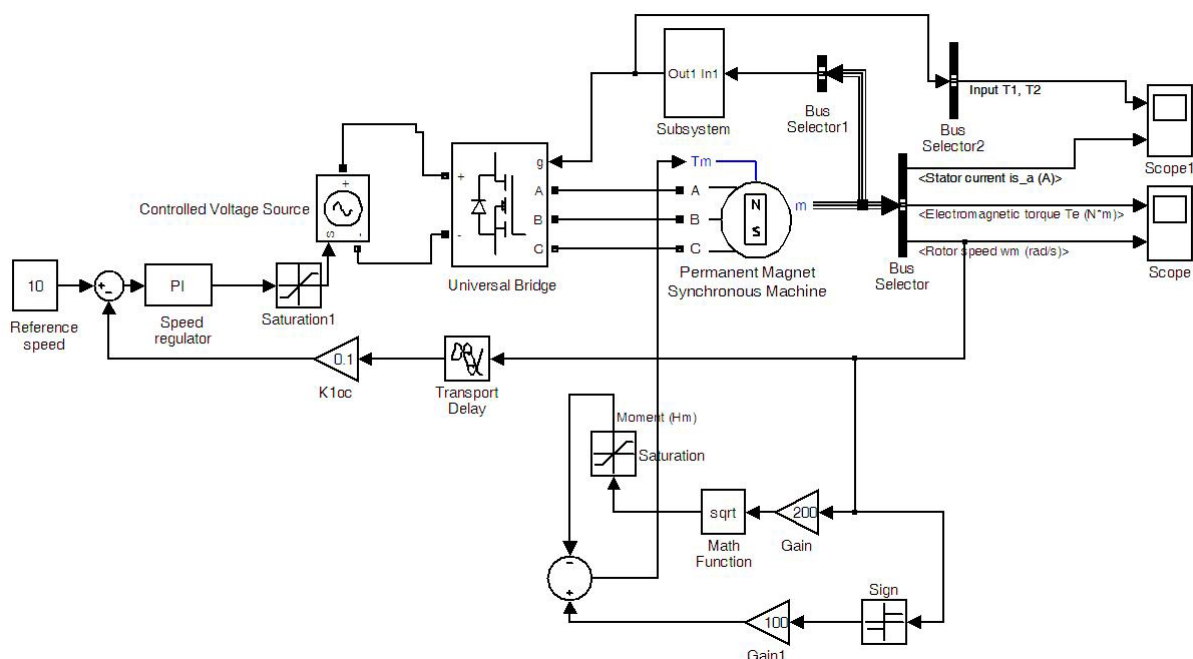 Out1 In1
Subsystem
Bus
Selector1
Input T1, T2
Bus
Selector2
Scope1
<Stator current is_a (A)>
<Electromagnetic torque Te (N*m)>
<Rotor speed wm (rad/s)>
Bus
Selector
Scope
+
s
-
Controlled Voltage Source
+
-
g
A
B
C
Universal Bridge
Tm
A
B
C
N
S
m
Permanent Magnet
Synchronous Machine
10
Reference
speed
+
-
PI
Speed
regulator
Saturation1
0.1
K1oc
Transport
Delay
Moment (Hm)
Saturation
sqrt
Math
Function
200
Gain
-
+
100
Gain1
Sign